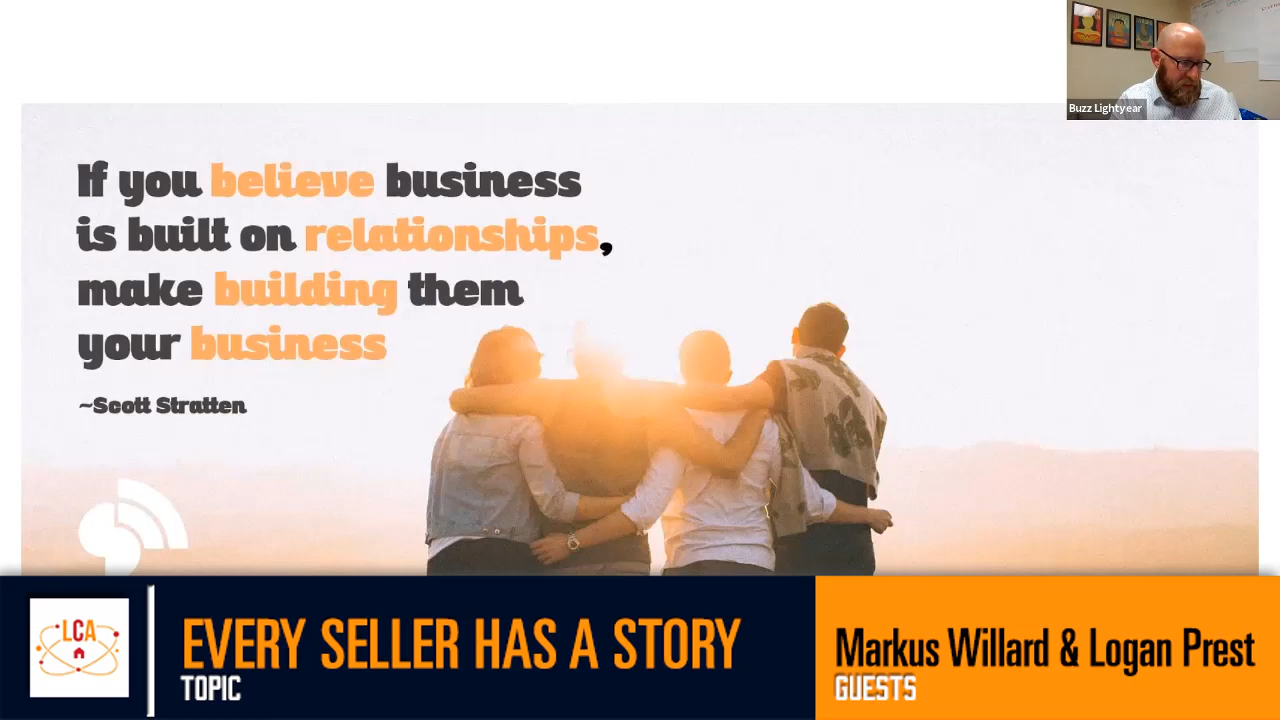 Buzz Lightyear
If you believe business
is built on relationships,
make building them
your business
~Scott Stratten
LCA
EVERY SELLER HAS A STORY
TOPIC
Markus Willard & Logan Prest
GUESTS